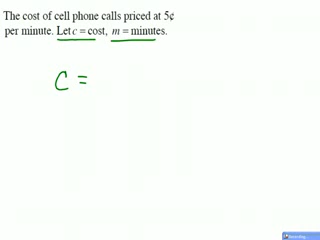 The cost of cell phone calls priced at 5¢
per minute. Let c = cost, m = minutes.
C =